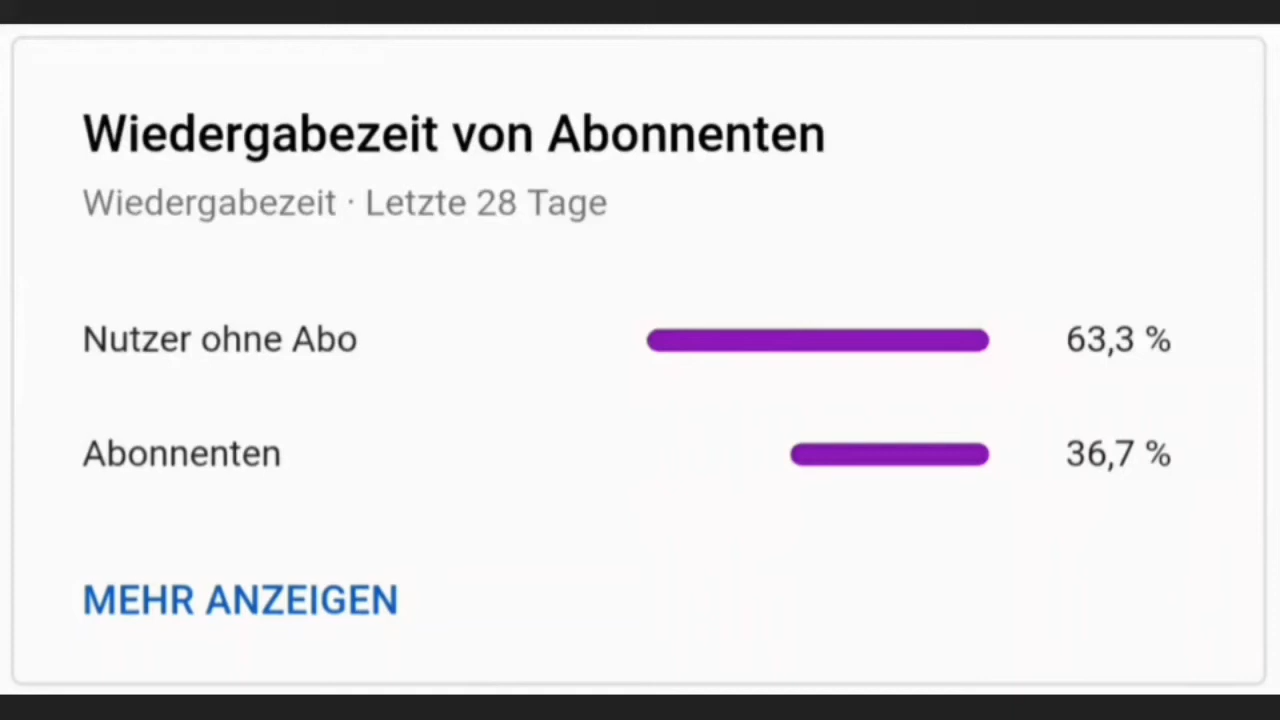 Wiedergabezeit von Abonnenten
Wiedergabezeit · Letzte 28 Tage
Nutzer ohne Abo 63,3 %
Abonnenten 36,7 %
MEHR ANZEIGEN